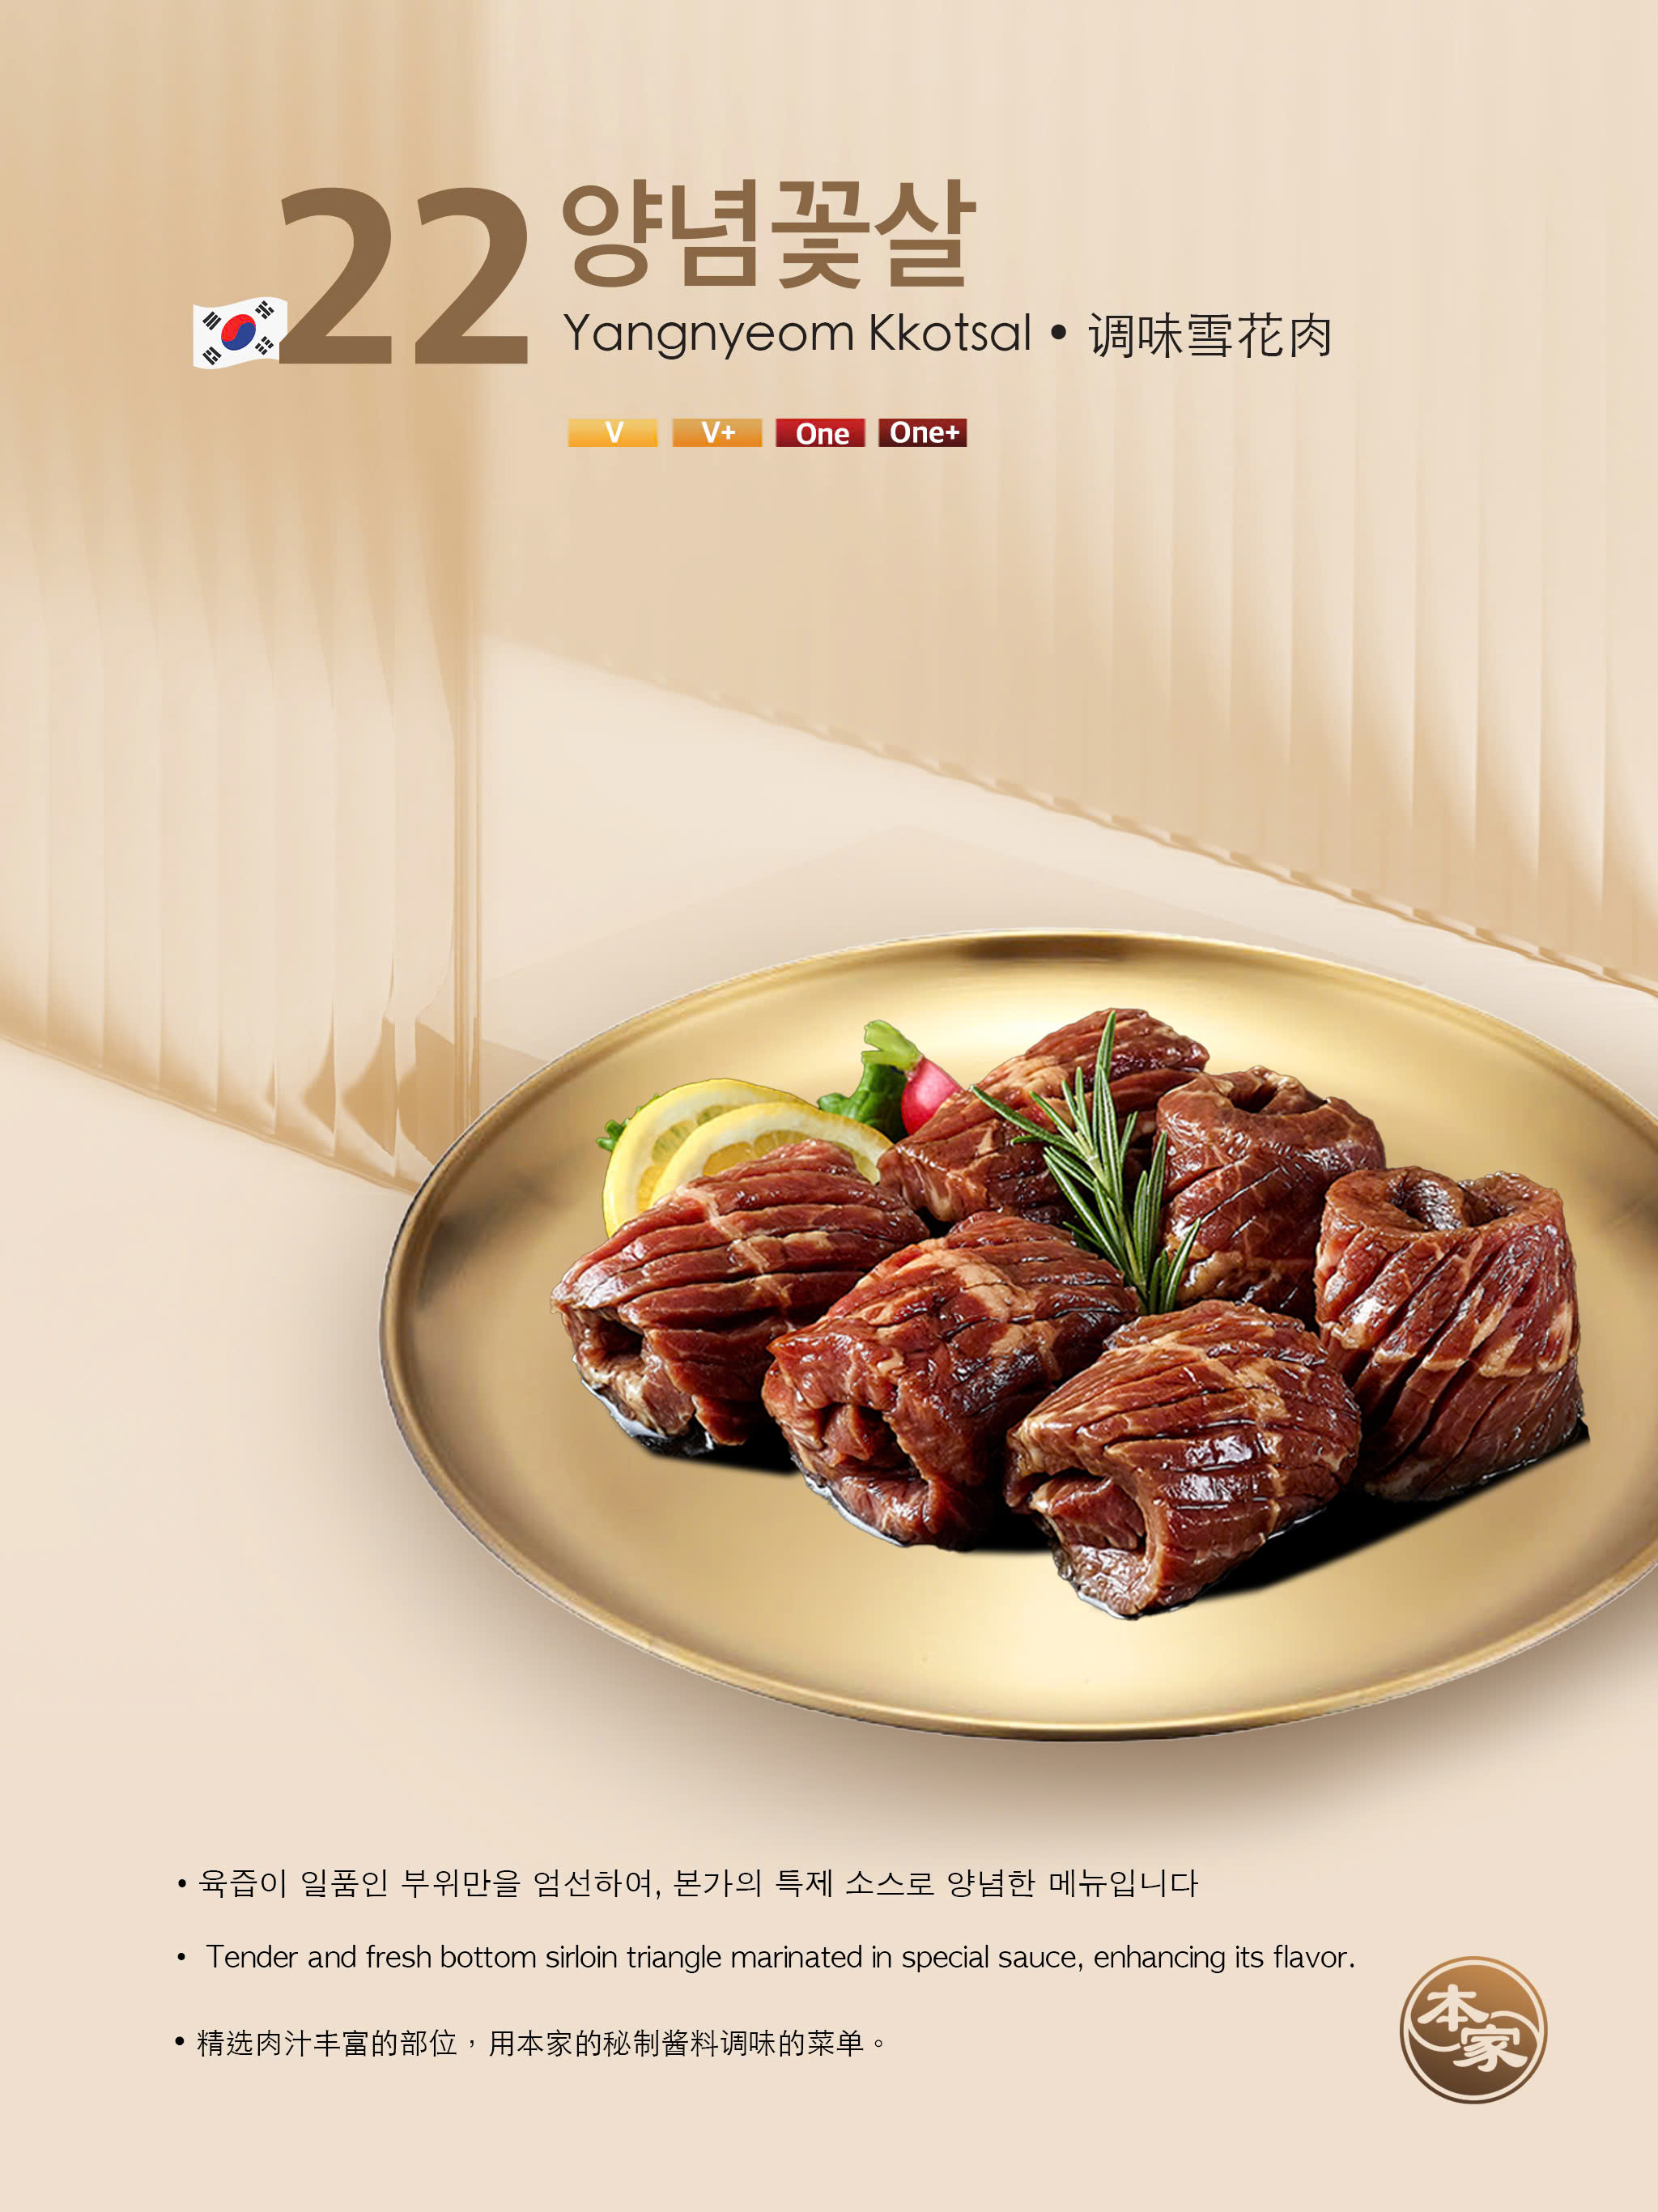 22 양념꽃살
Yangnyeom Kkotsal • 调味雪花肉
V V+ One One+
• 육즙이 일품인 부위만을 엄선하여, 본가의 특제 소스로 양념한 메뉴입니다
• Tender and fresh bottom sirloin triangle marinated in special sauce, enhancing its flavor.
• 精选肉汁丰富的部位，用本家的秘制酱料调味的菜单。
本家